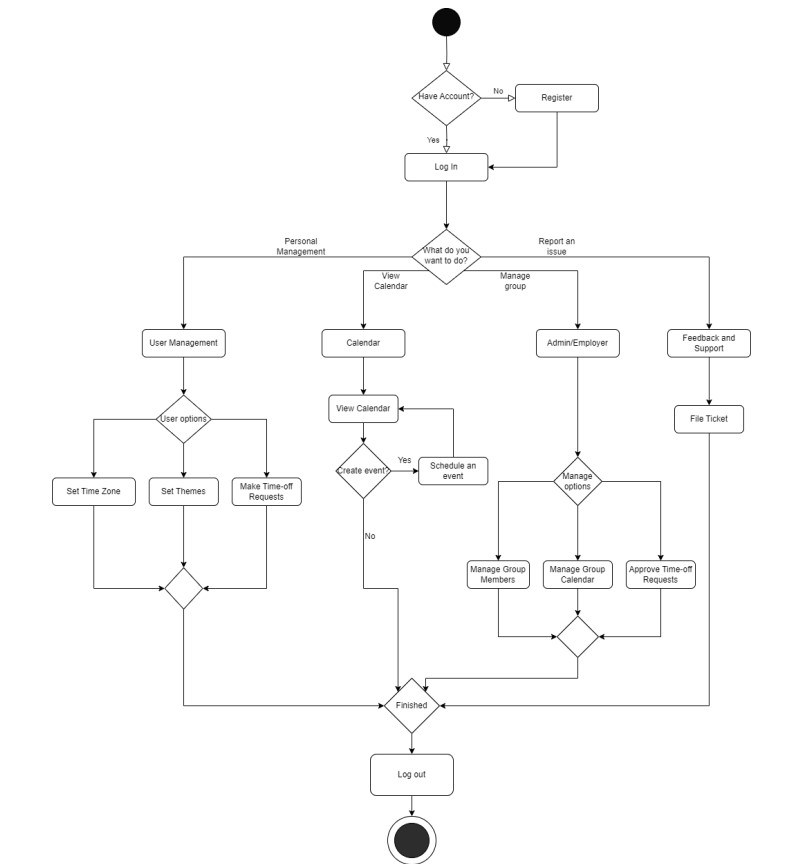 Have Account?
No
Register
Yes
Log In
What do you
want to do?
Personal
Management
View
Calendar
Manage
group
Report an
issue
User Management
Calendar
Admin/Employer
Feedback and
Support
View Calendar
File Ticket
User options
Create event?
Yes
Schedule an
event
Manage
options
Set Time Zone
Set Themes
Make Time-off
Requests
No
Manage Group
Members
Manage Group
Calendar
Approve Time-off
Requests
Finished
Log out